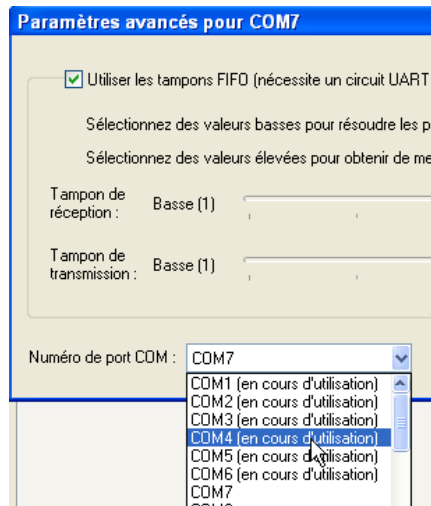 Paramètres avancés pour COM7
Utiliser les tampons FIFO (nécessite un circuit UART
Sélectionnez des valeurs basses pour résoudre les p
Sélectionnez des valeurs élevées pour obtenir de me
Tampon de
réception : Basse (1)
Tampon de
transmission : Basse (1)
Numéro de port COM : COM7
COM1 (en cours d'utilisation)
COM2 (en cours d'utilisation)
COM3 (en cours d'utilisation)
COM4 (en cours d'utilisation)
COM5 (en cours d'utilisation)
COM6 (en cours d'utilisation)
COM7